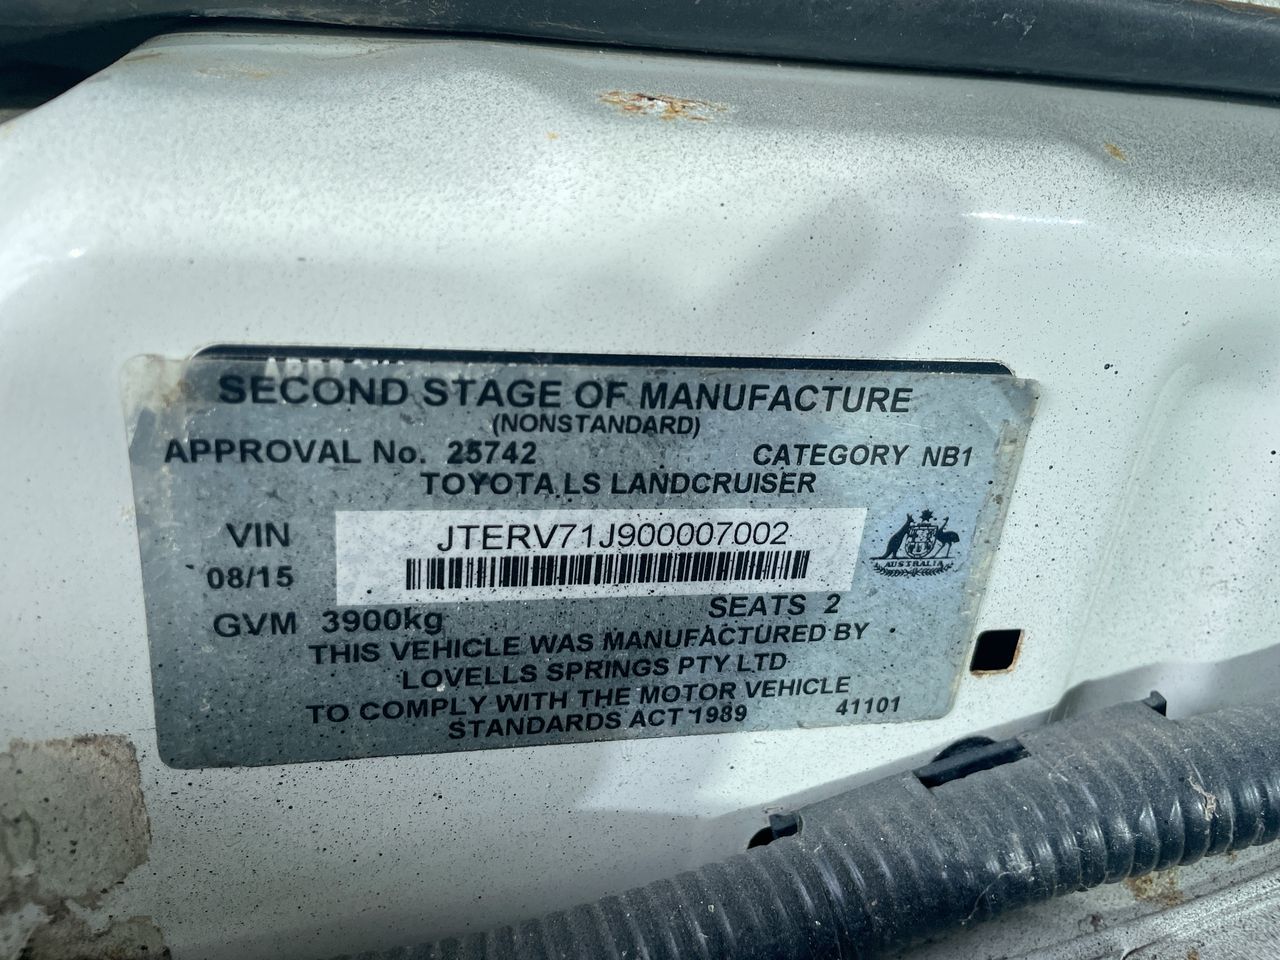 SECOND STAGE OF MANUFACTURE
(NONSTANDARD)
APPROVAL No. 25742 CATEGORY NB1
TOYOTA LS LANDCRUISER
VIN JTERV71J900007002
08/15
AUSTRALIA
GVM 3900kg SEATS 2
THIS VEHICLE WAS MANUFACTURED BY
LOVELLS SPRINGS PTY LTD
TO COMPLY WITH THE MOTOR VEHICLE
STANDARDS ACT 1989 41101